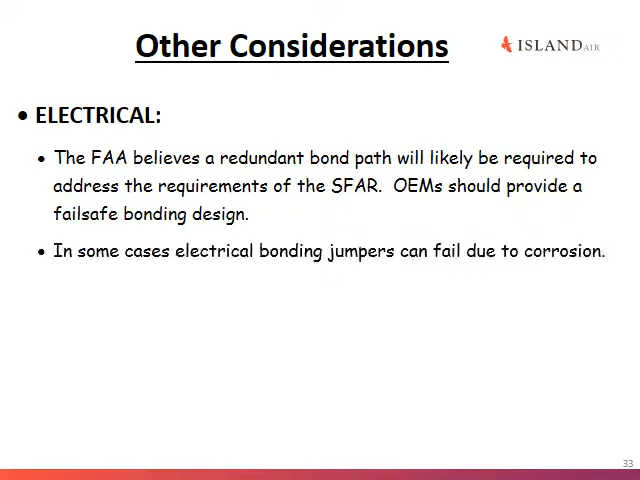 Other Considerations
ISLAND AIR
• ELECTRICAL:
• The FAA believes a redundant bond path will likely be required to
address the requirements of the SFAR. OEMs should provide a
failsafe bonding design.
• In some cases electrical bonding jumpers can fail due to corrosion.
33